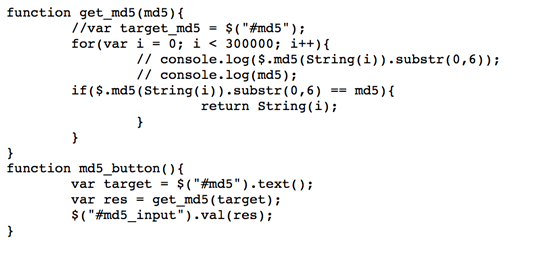 function get_md5(md5){
        //var target_md5 = $("#md5");
        for(var i = 0; i < 300000; i++){
                // console.log($.md5(String(i)).substr(0,6));
                // console.log(md5);
        if($.md5(String(i)).substr(0,6) == md5){
                        return String(i);
                }
        }
}
function md5_button(){
        var target = $("#md5").text();
        var res = get_md5(target);
        $("#md5_input").val(res);
}